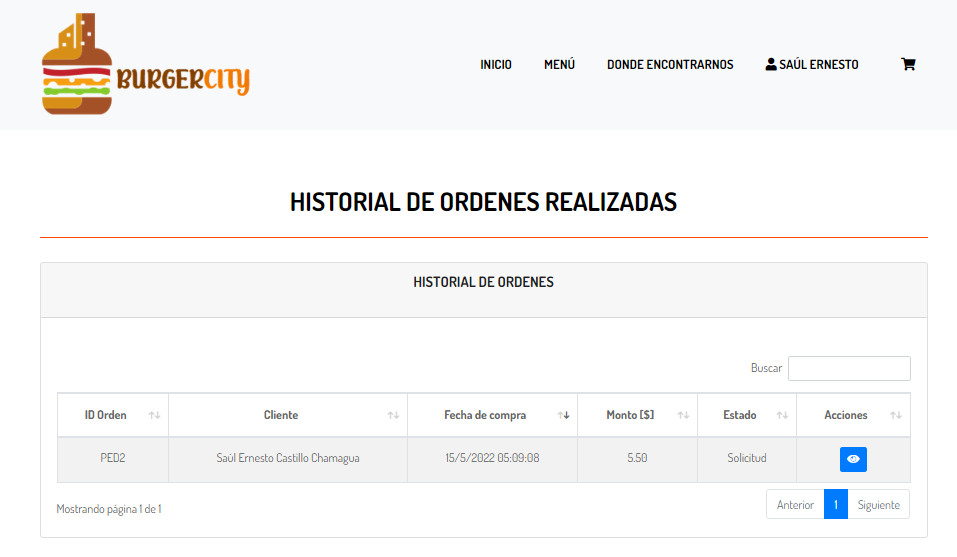 BURGERCITY
INICIO MENÚ DONDE ENCONTRARNOS SAÚL ERNESTO
HISTORIAL DE ORDENES REALIZADAS
HISTORIAL DE ORDENES
Buscar
ID Orden Cliente Fecha de compra Monto [$] Estado Acciones
PED2 Saúl Ernesto Castillo Chamagua 15/5/2022 05:09:08 5.50 Solicitud
Mostrando página 1 de 1
Anterior 1 Siguiente